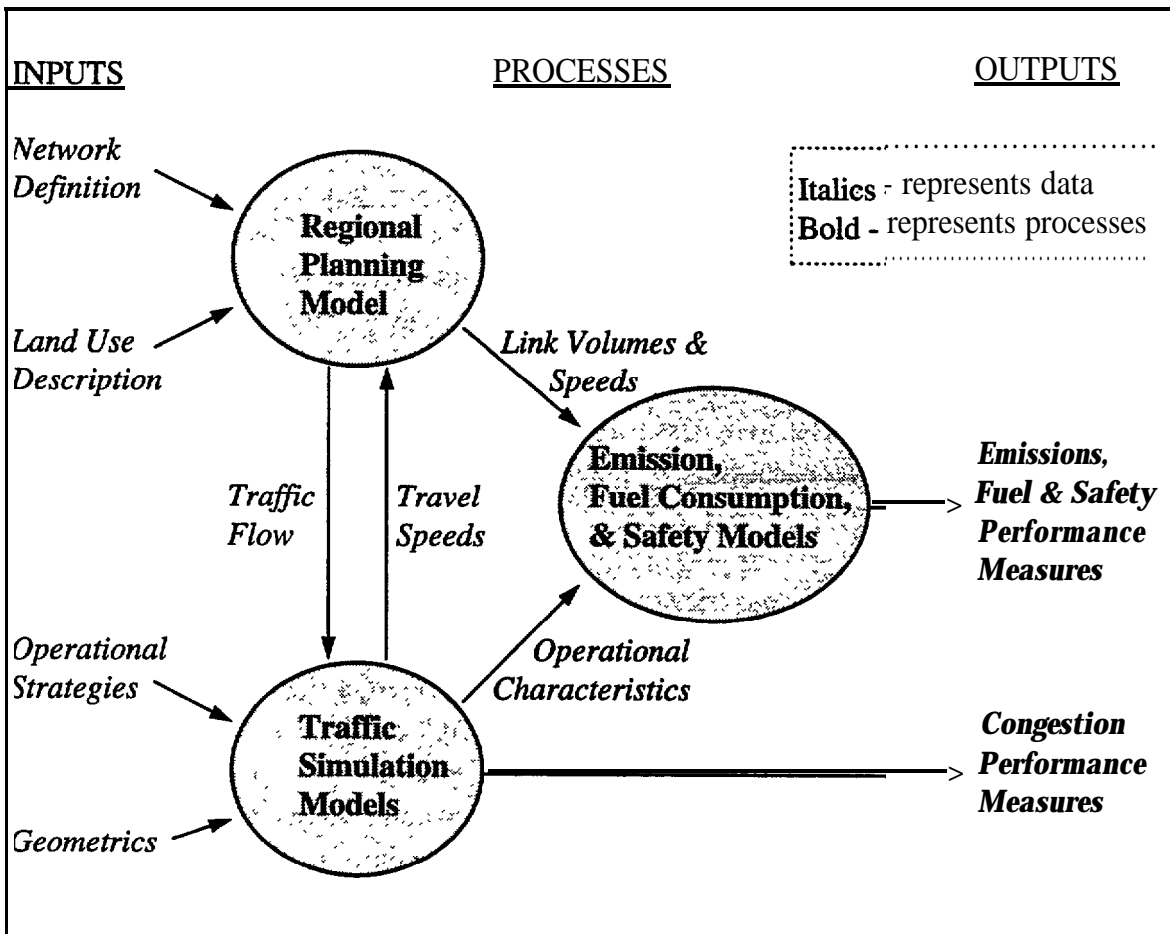 INPUTS
PROCESSES
OUTPUTS
Network
Definition
Italics - represents data
Bold - represents processes
Regional
Planning
Model
Land Use
Description
Link Volumes &
Speeds
Emission,
Fuel Consumption,
& Safety Models
Emissions,
Fuel & Safety
Performance
Measures
Traffic
Flow
Travel
Speeds
Operational
Strategies
Operational
Characteristics
Traffic
Simulation
Models
Congestion
Performance
Measures
Geometrics